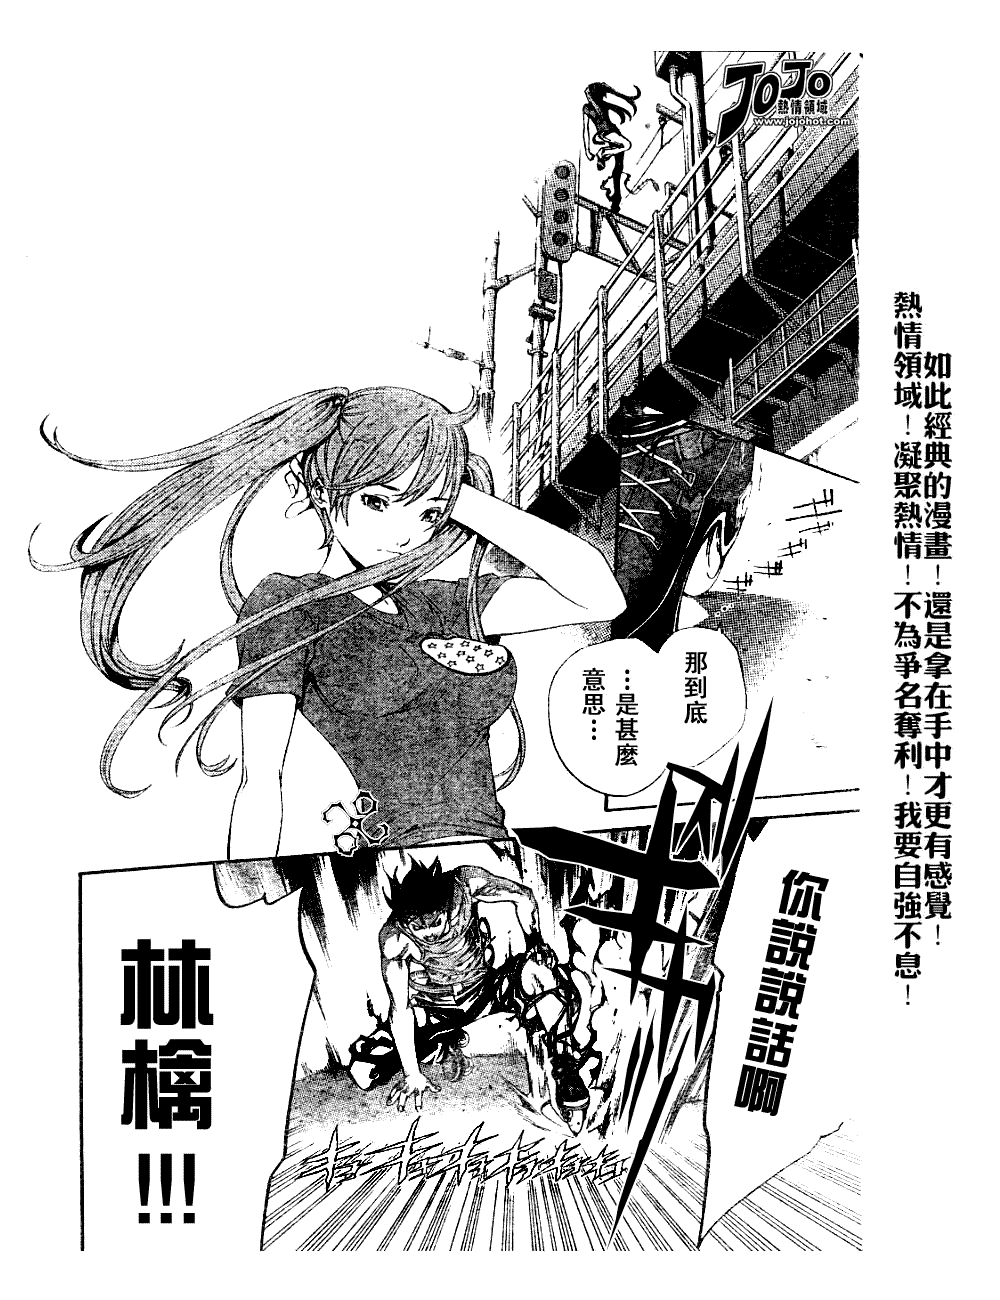 JOJO
熱情領域
www.jojohot.com
如此經典的漫畫！還是拿在手中才更有感覺！
熱情領域！凝聚熱情！不為爭名奪利！我要自強不息！
那到底
…是甚麼
意思…
你說說話啊
林檎!!!